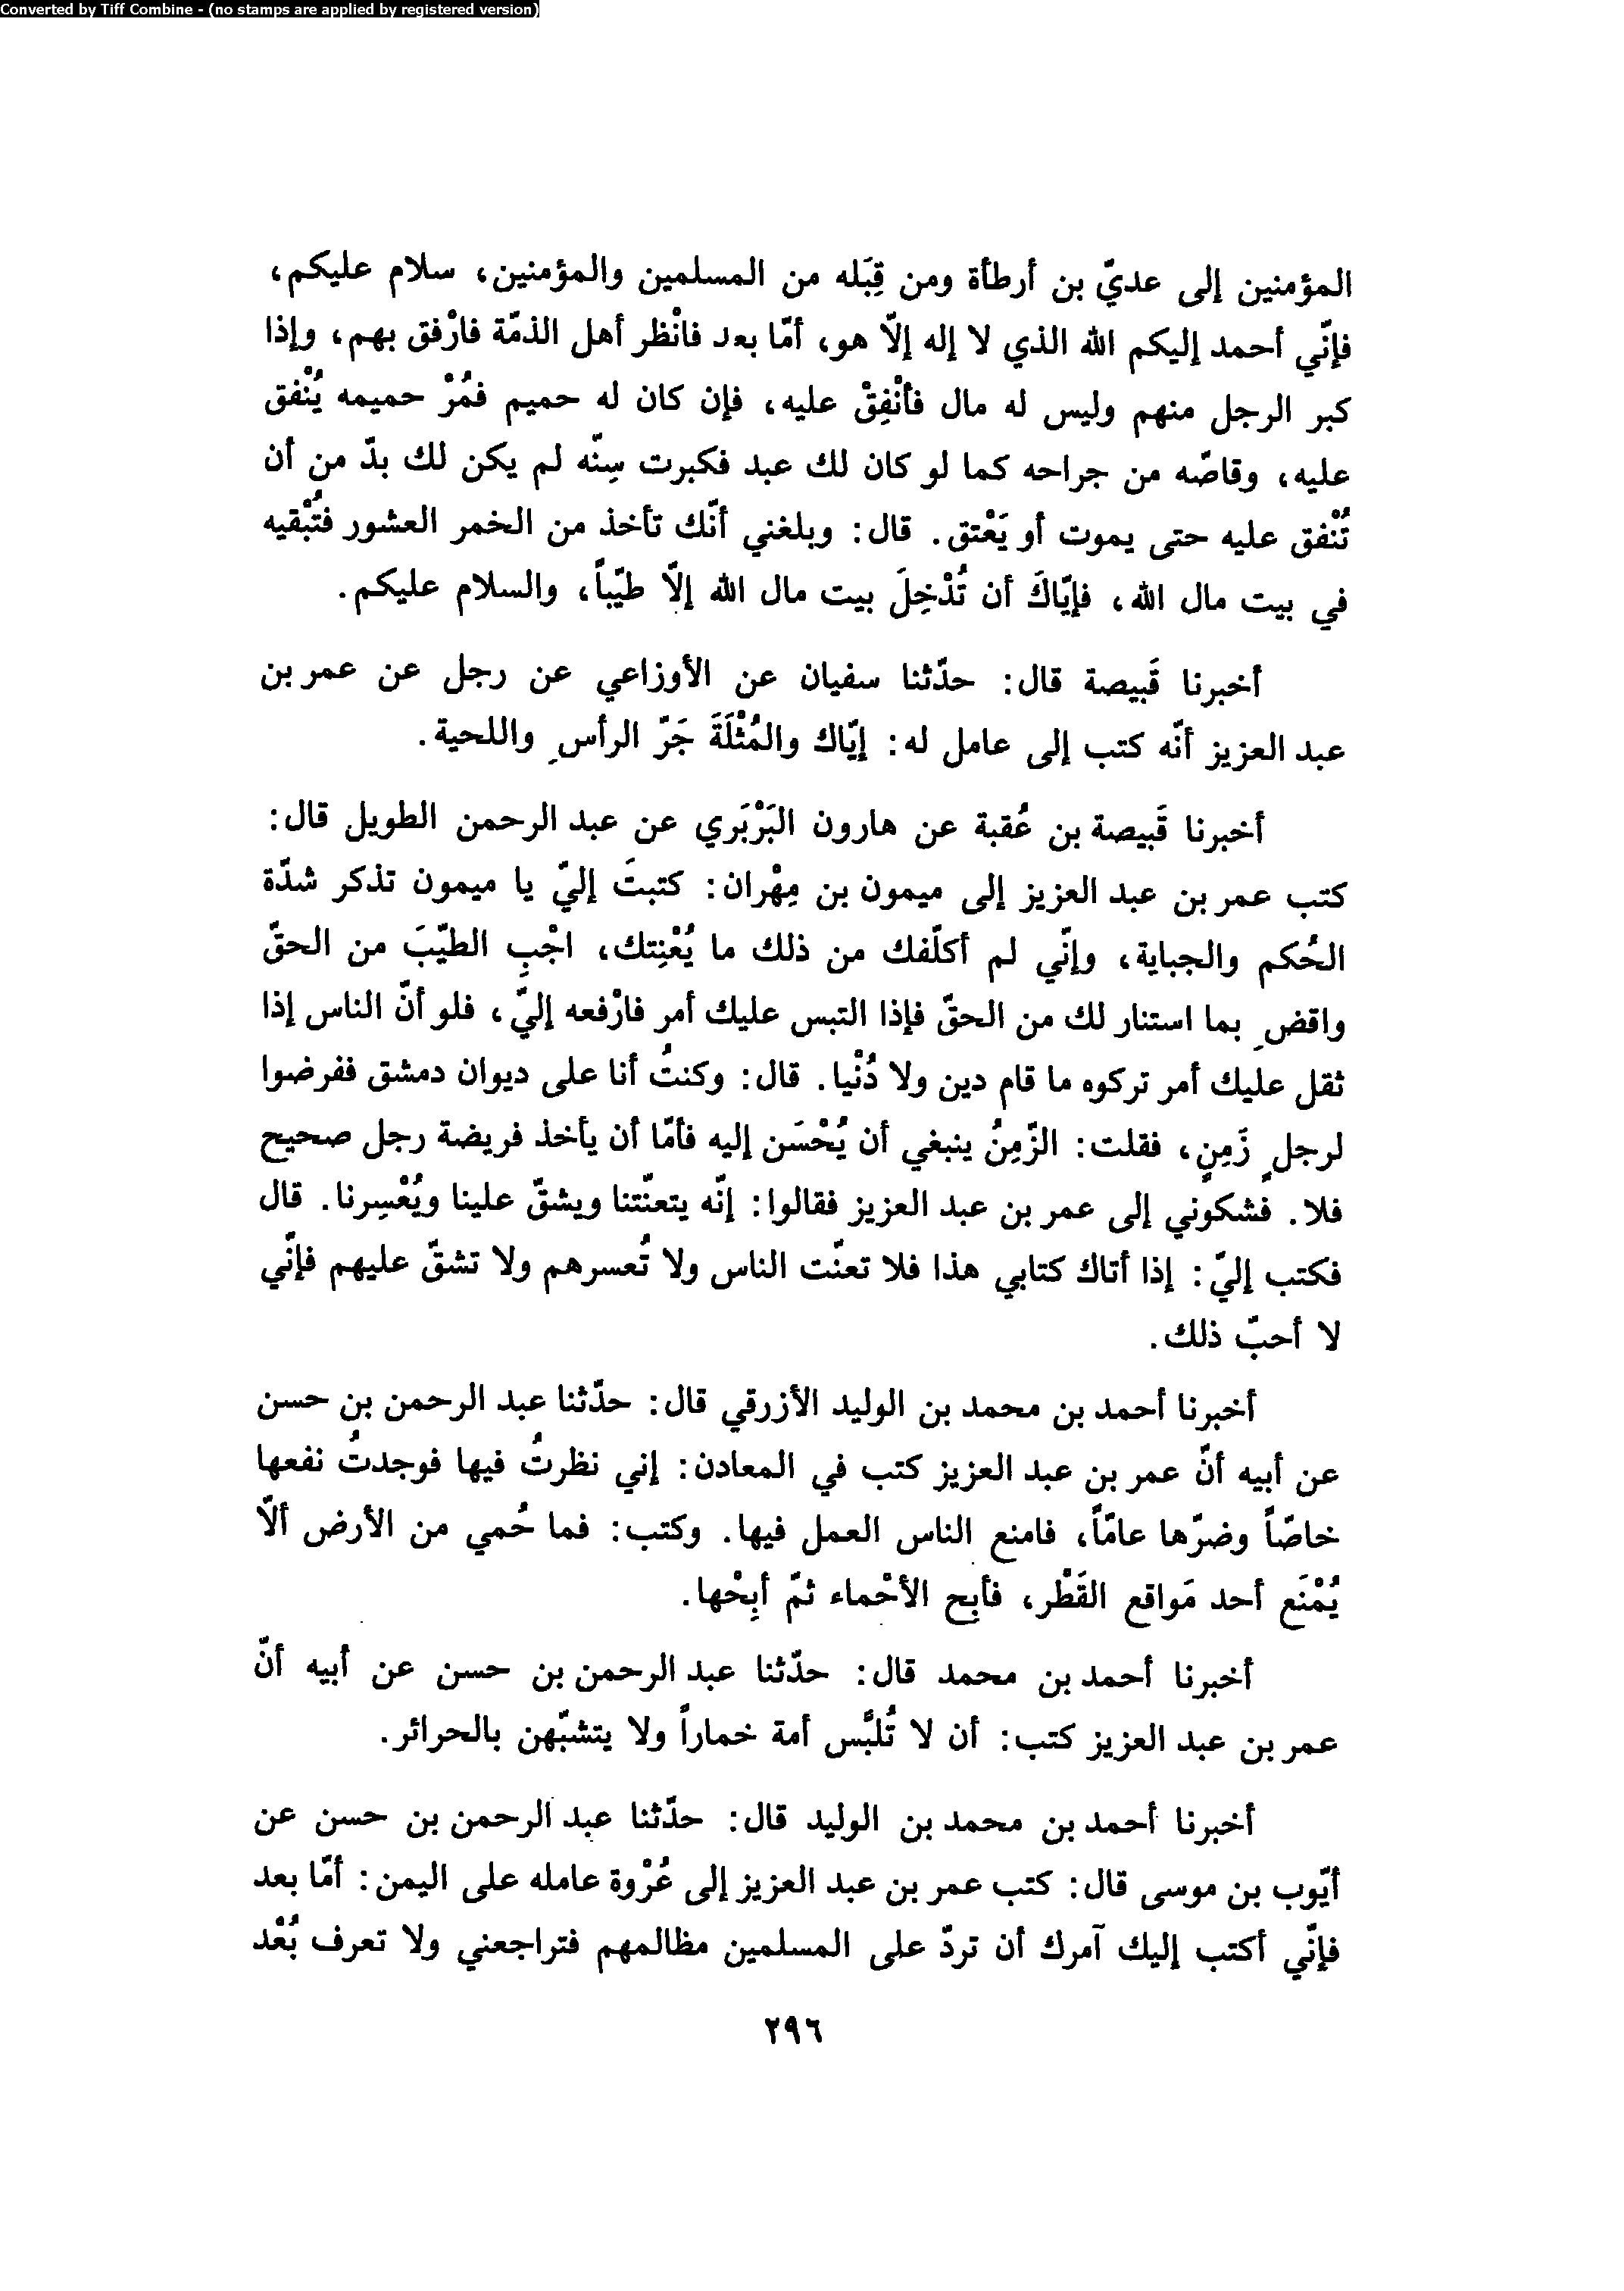 Converted by Tiff Combine - (no stamps are applied by registered version)
المؤمنين إلى عديّ بن أرطأة ومن قِبَله من المسلمين والمؤمنين، سلام عليكم،
فإنّي أحمد إليكم الله الذي لا إله إلّا هو، أمّا بعد فانْظر أهل الذمّة فارْفق بهم، وإذا
كبر الرجل منهم وليس له مال فأنْفِقْ عليه، فإن كان له حميم فمُرْ حميمه يُنْفق
عليه، وقاصّه من جراحه كما لو كان لك عبد فكبرت سِنّه لم يكن لك بدّ من أن
تُنْفق عليه حتى يموت أو يَعْتق. قال: وبلغني أنّك تأخذ من الخمر العشور فتُبْقيه
في بيت مال الله، فإيّاكَ أن تُدْخِلَ بيت مال الله إلّا طيّباً، والسلام عليكم.
أخبرنا قَبيصة قال: حدّثنا سفيان عن الأوزاعي عن رجل عن عمر بن
عبد العزيز أنّه كتب إلى عامل له: إيّاك والمُثْلَةَ جَرّ الرأسِ واللحية.
أخبرنا قَبيصة بن عُقبة عن هارون البَرْبَري عن عبد الرحمن الطويل قال:
كتب عمر بن عبد العزيز إلى ميمون بن مِهْران: كتبتَ إليّ يا ميمون تذكر شدّة
الحُكم والجباية، وإنّي لم أكلّفك من ذلك ما يُعْنِتك، اجْبِ الطيّبَ من الحقّ
واقضِ بما استنار لك من الحقّ فإذا التبس عليك أمر فارْفعه إليّ، فلو أنّ الناس إذا
ثقل عليك أمر تركوه ما قام دين ولا دُنْيا. قال: وكنتُ أنا على ديوان دمشق ففرضوا
لرجلٍ زَمِنٍ، فقلت: الزّمِنُ ينبغي أن يُحْسَن إليه فأمّا أن يأخذ فريضة رجل صحيح
فلا. فشكوني إلى عمر بن عبد العزيز فقالوا: إنّه يتعنّتنا ويشقّ علينا ويُعْسِرنا. قال
فكتب إليّ: إذا أتاك كتابي هذا فلا تعنّت الناس ولا تُعسرهم ولا تشقّ عليهم فإنّي
لا أحبّ ذلك.
أخبرنا أحمد بن محمد بن الوليد الأزرقي قال: حدّثنا عبد الرحمن بن حسن
عن أبيه أنّ عمر بن عبد العزيز كتب في المعادن: إني نظرتُ فيها فوجدتُ نفعها
خاصّاً وضرّها عامّاً، فامنع الناس العمل فيها. وكتب: فما حُمي من الأرض ألّا
يُمْنَع أحد مَواقع القَطْر، فأبح الأحْماء ثمّ أبِحْها.
أخبرنا أحمد بن محمد قال: حدّثنا عبد الرحمن بن حسن عن أبيه أنّ
عمر بن عبد العزيز كتب: أن لا تُلبَّس أمة خماراً ولا يتشبّهن بالحرائر.
أخبرنا أحمد بن محمد بن الوليد قال: حدّثنا عبد الرحمن بن حسن عن
أيّوب بن موسى قال: كتب عمر بن عبد العزيز إلى عُرْوة عامله على اليمن: أمّا بعد
فإنّي أكتب إليك آمرك أن تردّ على المسلمين مظالمهم فتراجعني ولا تعرف بُعْد
٢٩٦